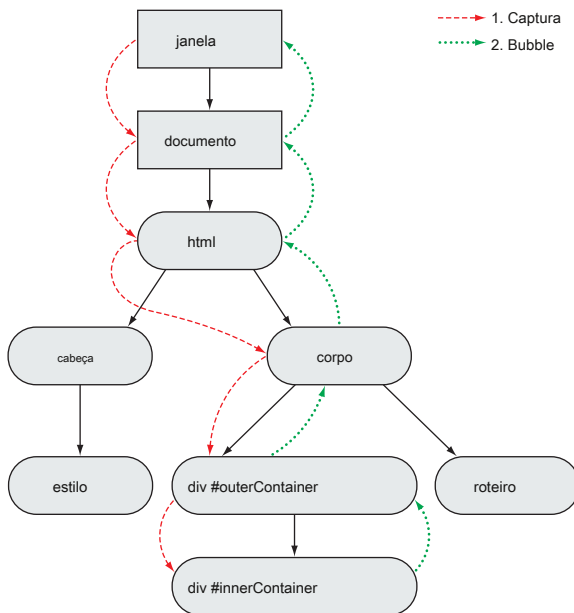 1. Captura
2. Bubble
janela
documento
html
cabeça
corpo
estilo
div #outerContainer
roteiro
div #innerContainer